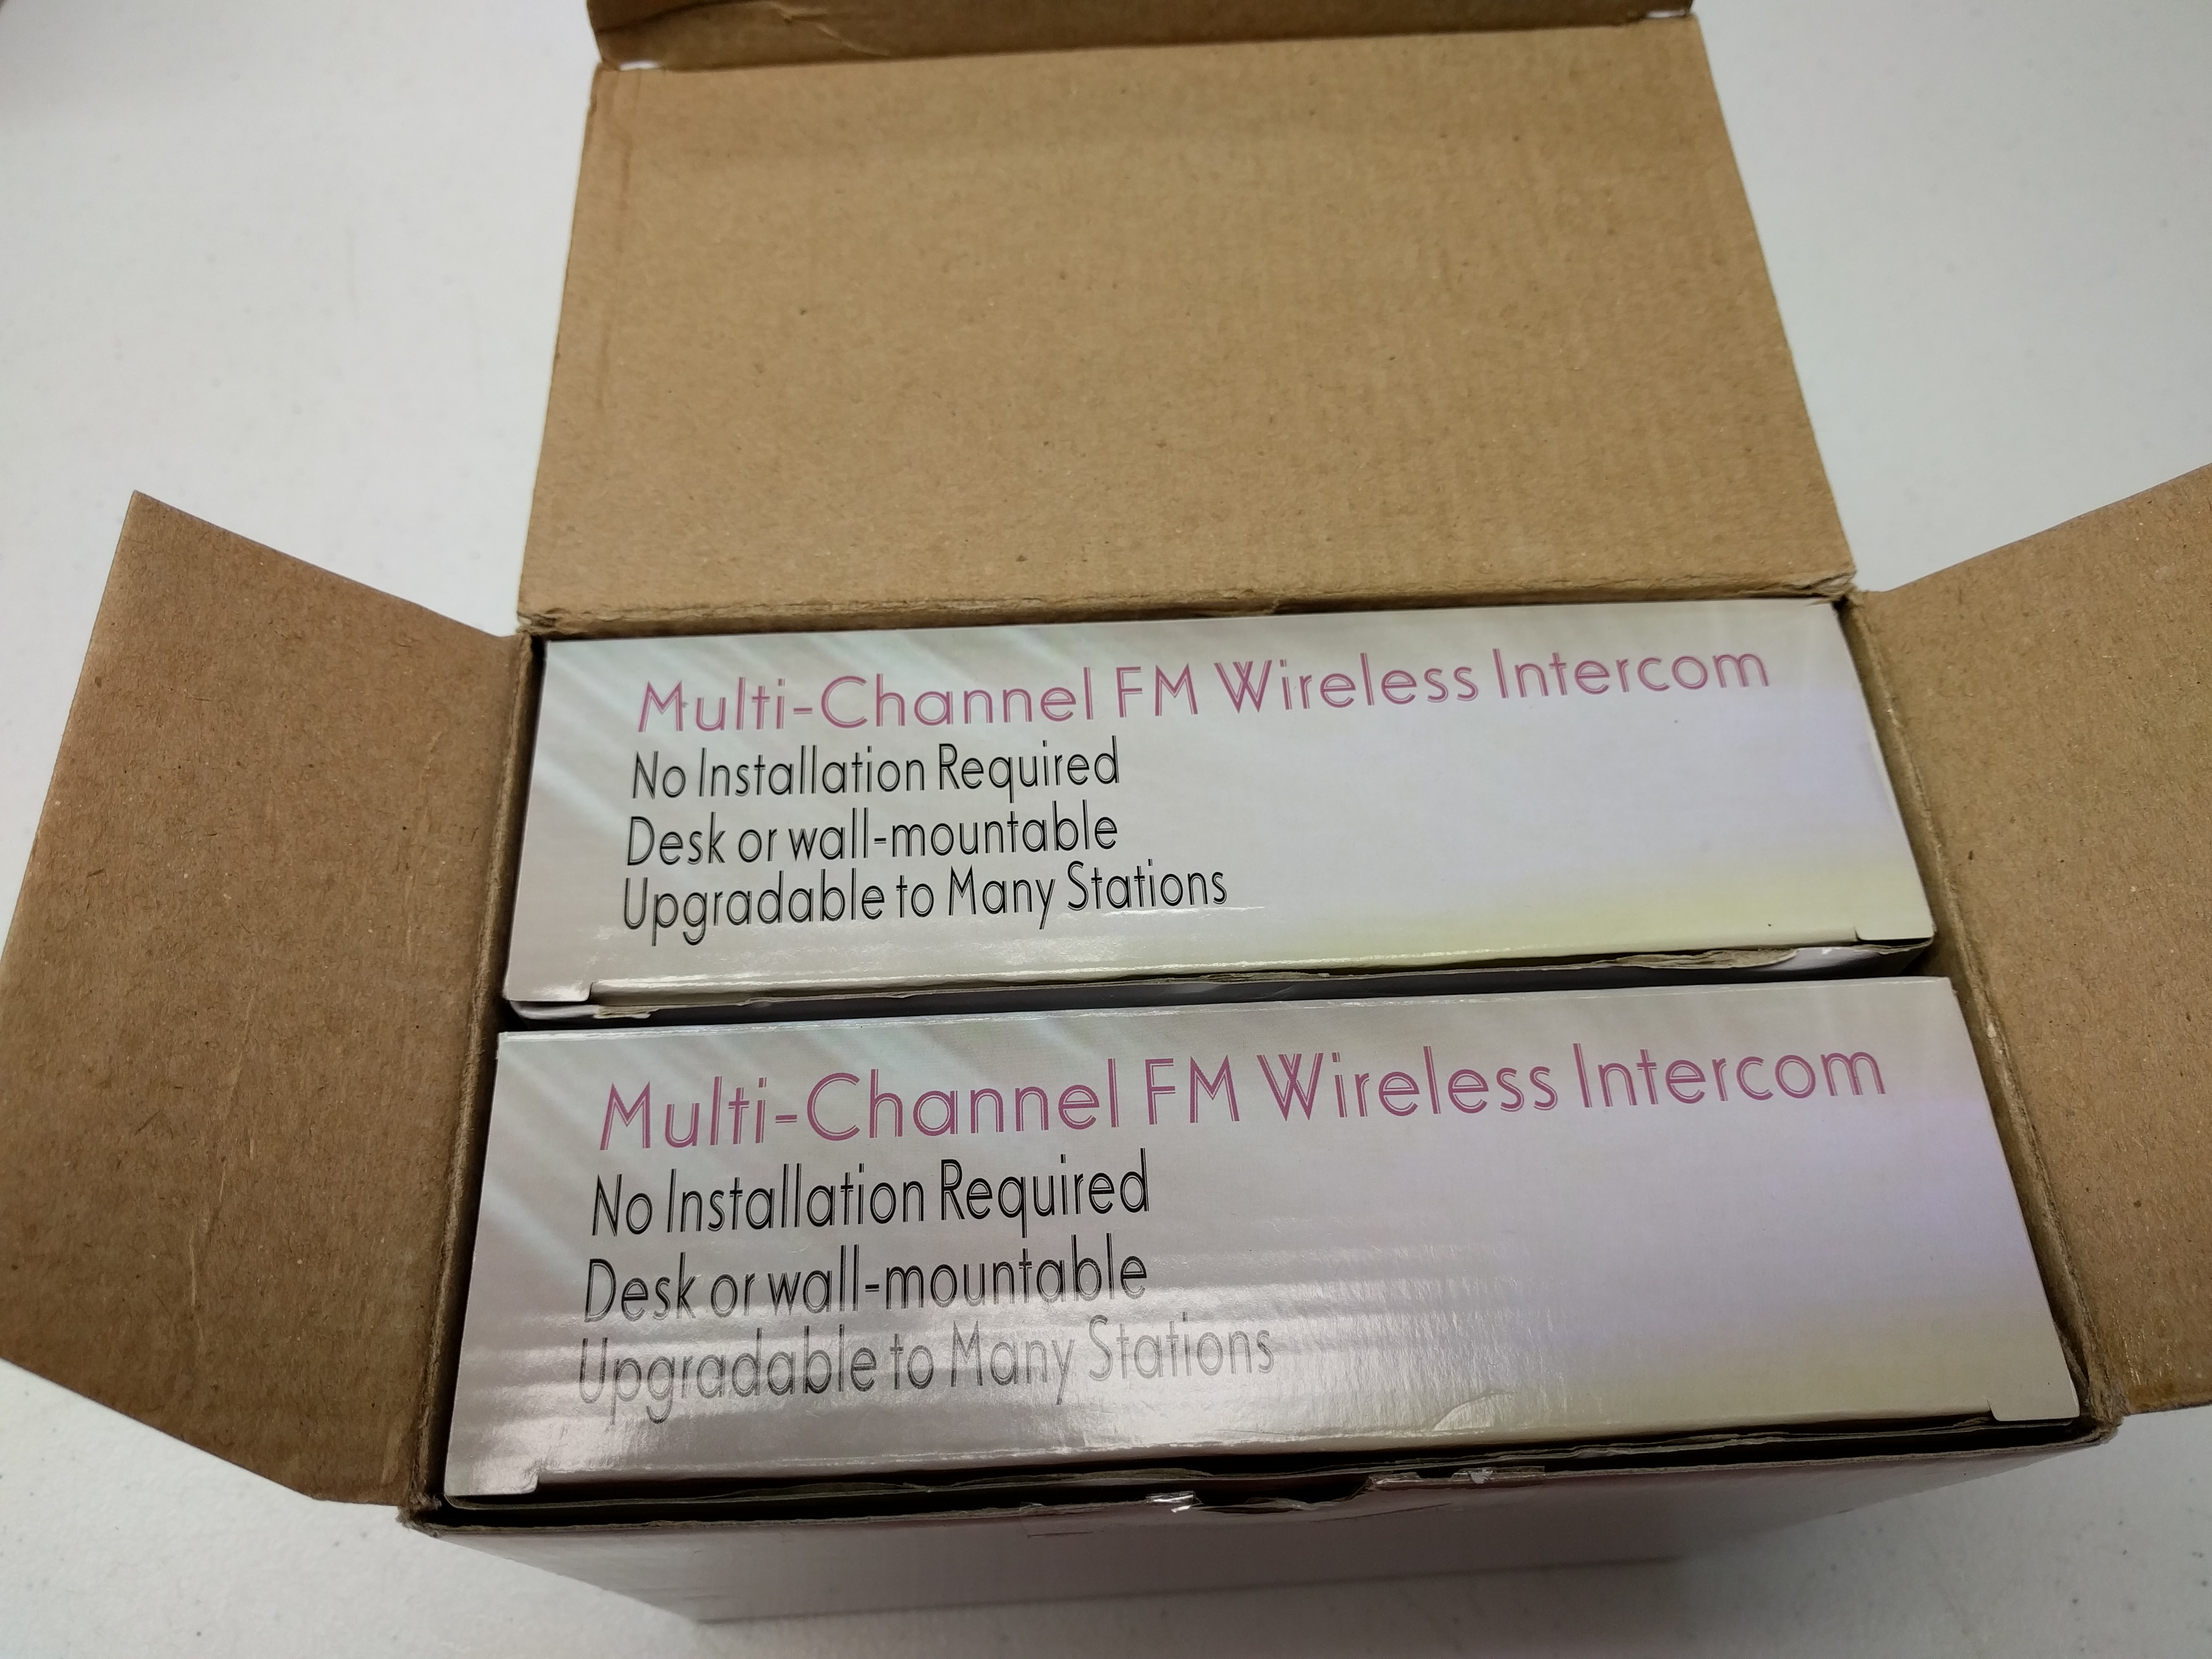 Multi-Channel FM Wireless Intercom
No Installation Required
Desk or wall-mountable
Upgradable to Many Stations
Multi-Channel FM Wireless Intercom
No Installation Required
Desk or wall-mountable
Upgradable to Many Stations